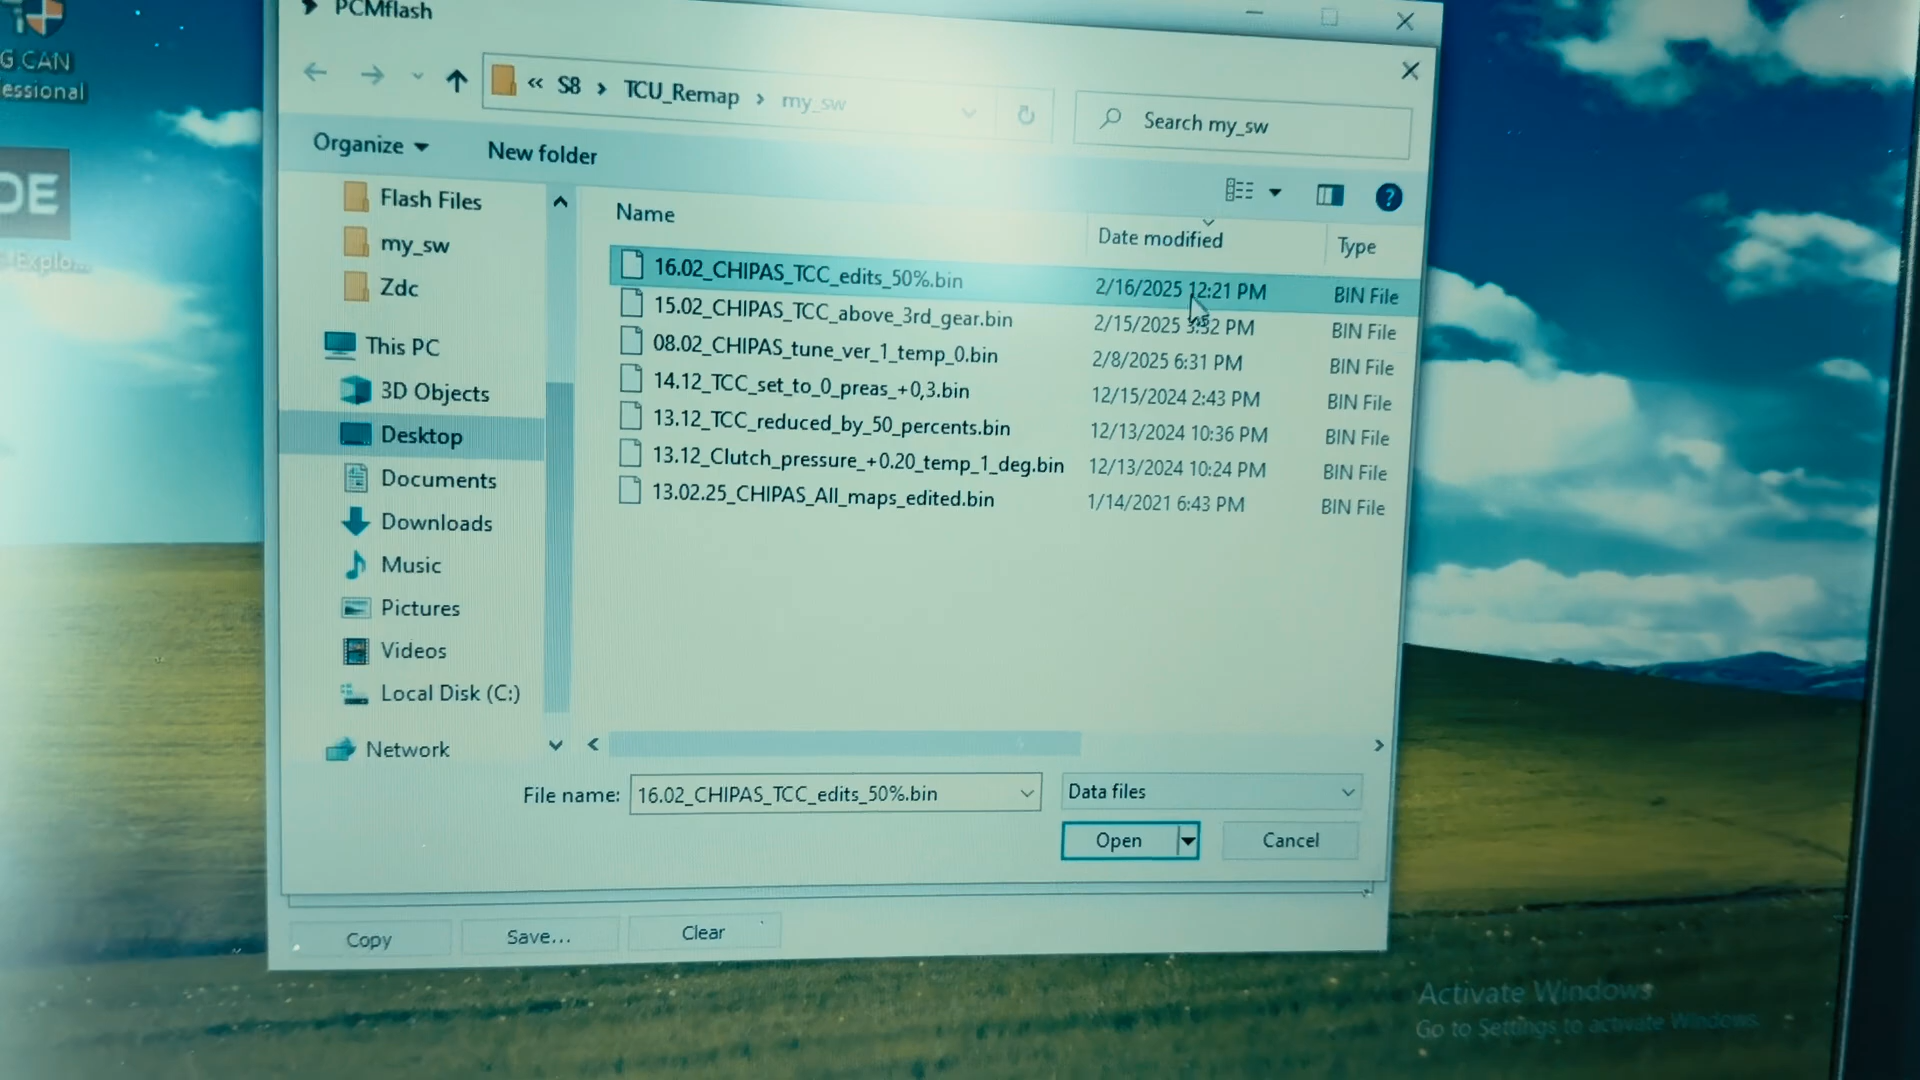 PCMflash
G.CAN
essional
« S8 › TCU_Remap › my_sw
Search my_sw
Organize
New folder
DE
Explo...
Flash Files
my_sw
Zdc
This PC
3D Objects
Desktop
Documents
Downloads
Music
Pictures
Videos
Local Disk (C:)
Network
Name
Date modified
Type
16.02_CHIPAS_TCC_edits_50%.bin 2/16/2025 12:21 PM BIN File
15.02_CHIPAS_TCC_above_3rd_gear.bin 2/15/2025 3:32 PM BIN File
08.02_CHIPAS_tune_ver_1_temp_0.bin 2/8/2025 6:31 PM BIN File
14.12_TCC_set_to_0_preas_+0,3.bin 12/15/2024 2:43 PM BIN File
13.12_TCC_reduced_by_50_percents.bin 12/13/2024 10:36 PM BIN File
13.12_Clutch_pressure_+0.20_temp_1_deg.bin 12/13/2024 10:24 PM BIN File
13.02.25_CHIPAS_All_maps_edited.bin 1/14/2021 6:43 PM BIN File
File name: 16.02_CHIPAS_TCC_edits_50%.bin
Data files
Open
Cancel
Copy
Save...
Clear
Activate Windows
Go to Settings to activate Windows.